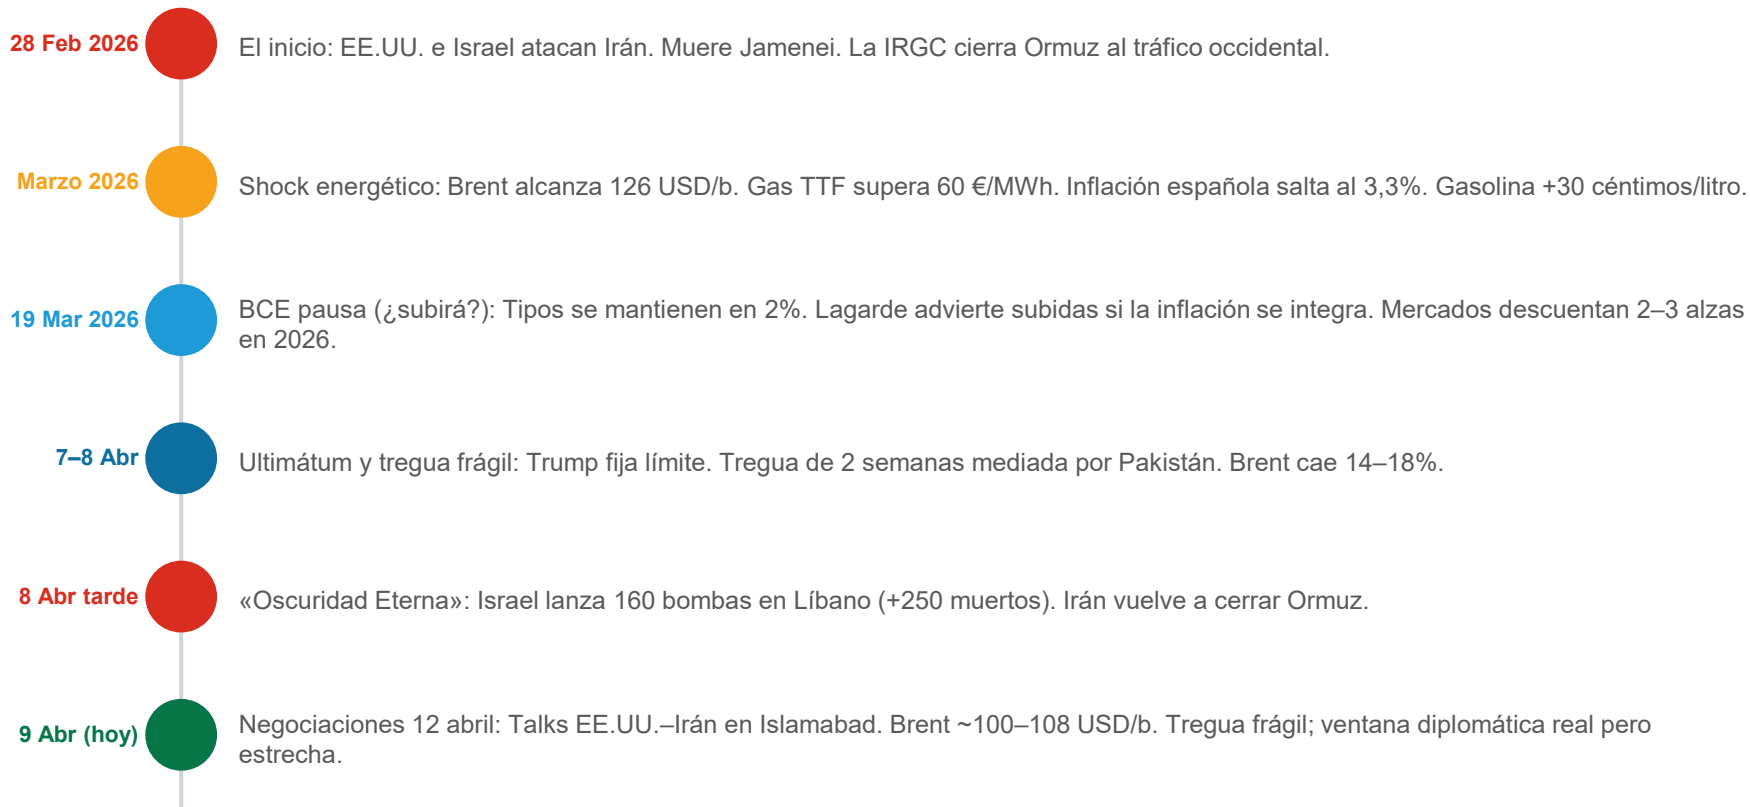 28 Feb 2026
El inicio: EE.UU. e Israel atacan Irán. Muere Jamenei. La IRGC cierra Ormuz al tráfico occidental.
Marzo 2026
Shock energético: Brent alcanza 126 USD/b. Gas TTF supera 60 €/MWh. Inflación española salta al 3,3%. Gasolina +30 céntimos/litro.
19 Mar 2026
BCE pausa (¿subirá?): Tipos se mantienen en 2%. Lagarde advierte subidas si la inflación se integra. Mercados descuentan 2–3 alzas
en 2026.
7–8 Abr
Ultimátum y tregua frágil: Trump fija límite. Tregua de 2 semanas mediada por Pakistán. Brent cae 14–18%.
8 Abr tarde
«Oscuridad Eterna»: Israel lanza 160 bombas en Líbano (+250 muertos). Irán vuelve a cerrar Ormuz.
9 Abr (hoy)
Negociaciones 12 abril: Talks EE.UU.–Irán en Islamabad. Brent ~100–108 USD/b. Tregua frágil; ventana diplomática real pero
estrecha.